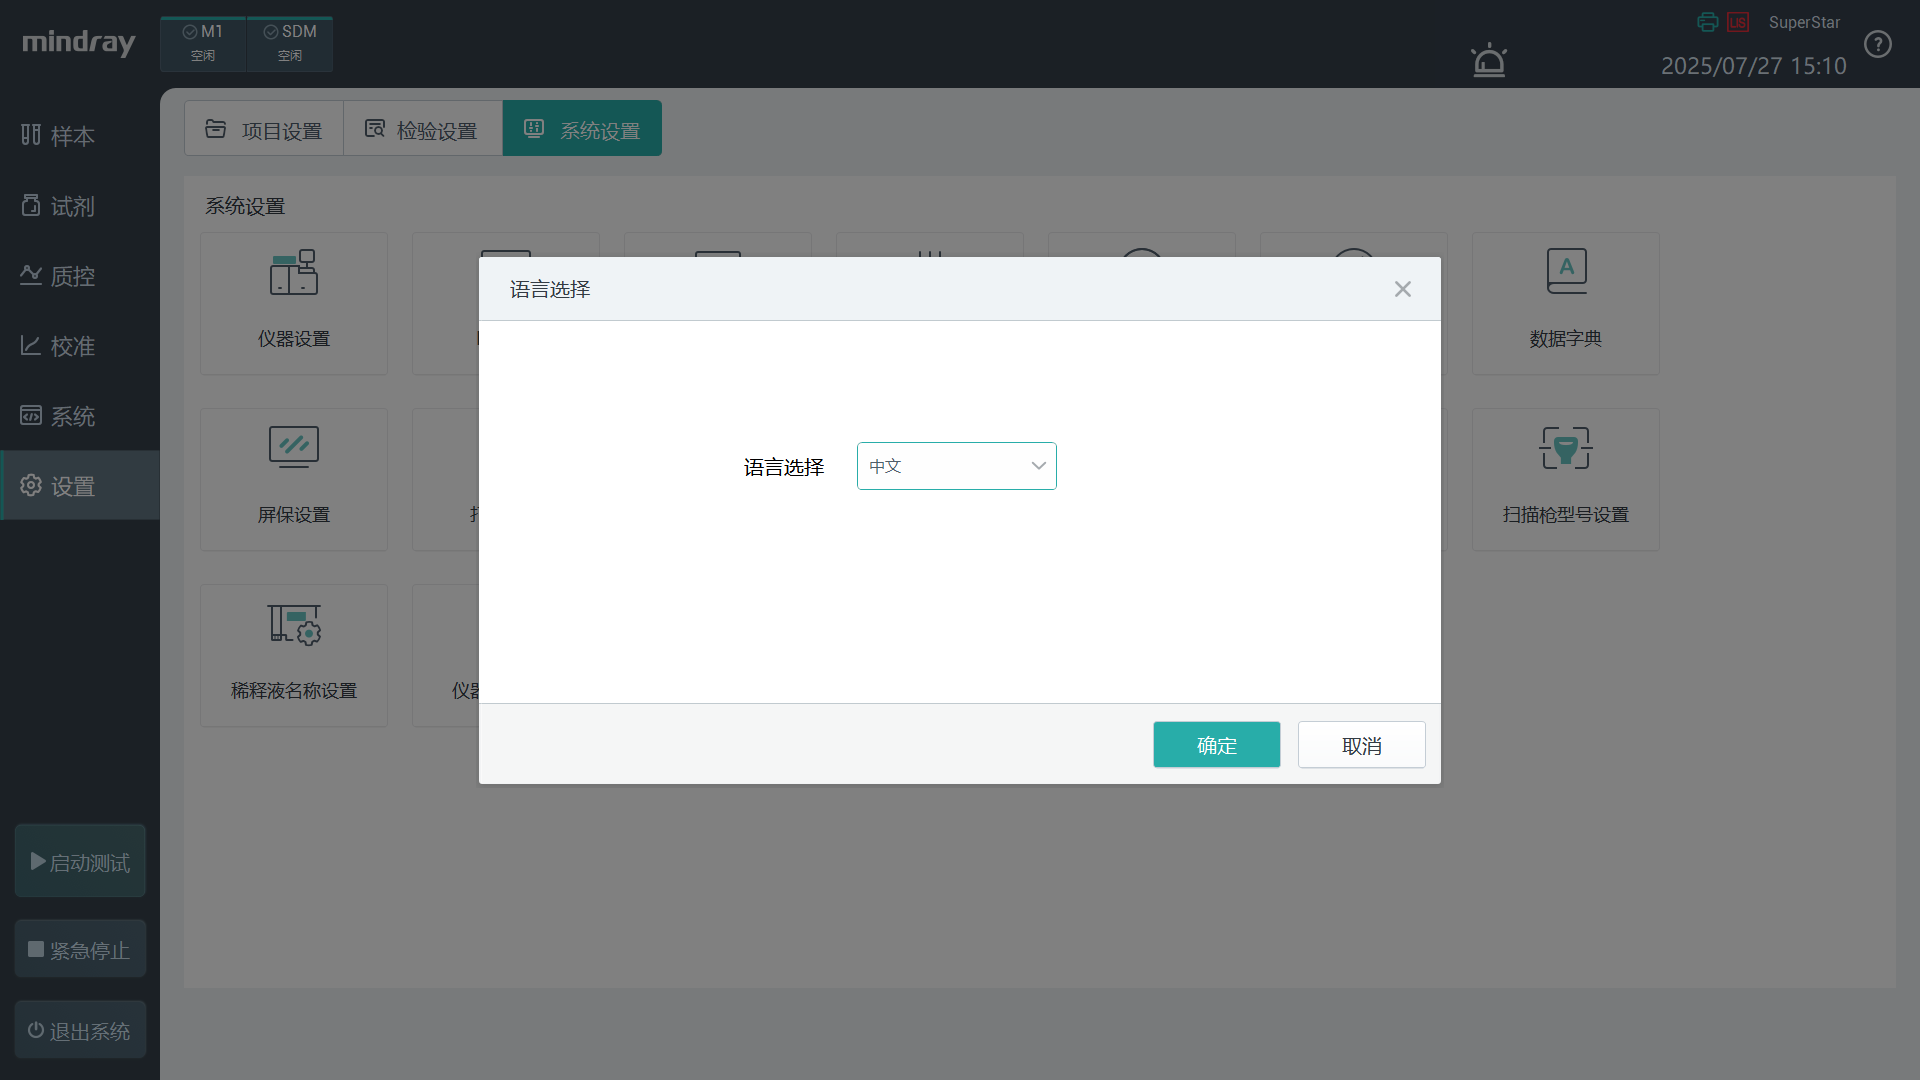 mindray
M1
空闲
SDM
空闲
LIS
SuperStar
2025/07/27 15:10
样本
试剂
质控
校准
系统
设置
启动测试
紧急停止
退出系统
项目设置
检验设置
系统设置
系统设置
仪器设置
数据字典
屏保设置
扫描枪型号设置
稀释液名称设置
仪器
语言选择
语言选择
中文
确定
取消